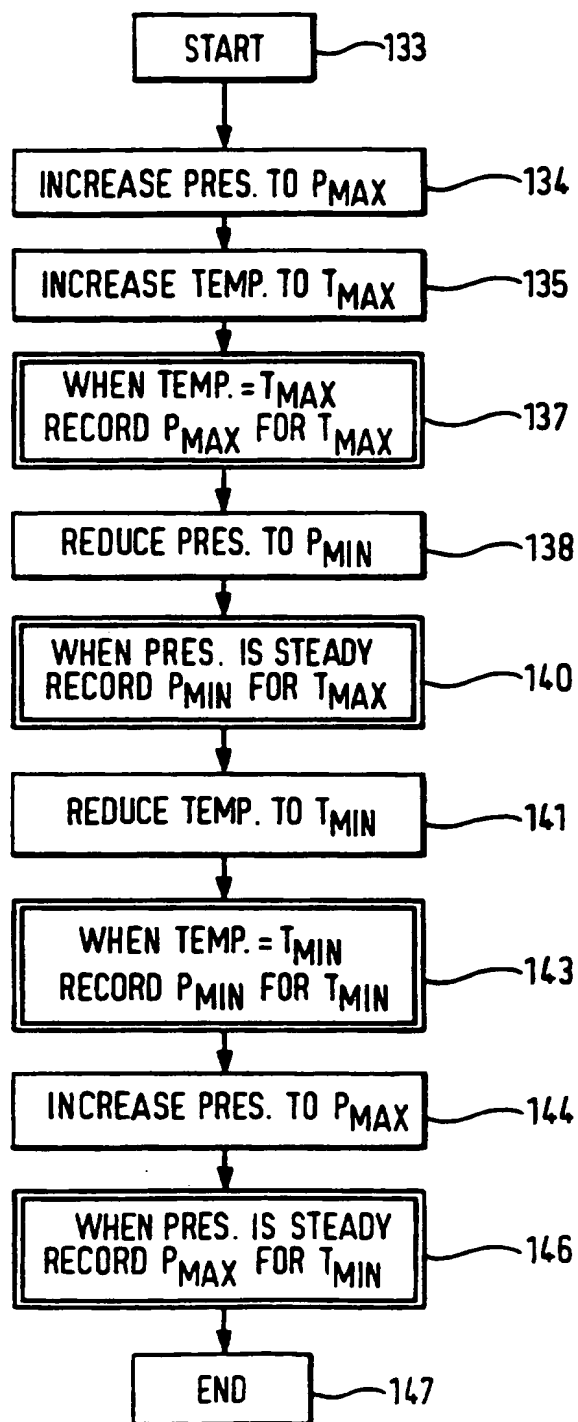 START 133
INCREASE PRES. TO PMAX 134
INCREASE TEMP. TO TMAX 135
WHEN TEMP. = TMAX
RECORD PMAX FOR TMAX 137
REDUCE PRES. TO PMIN 138
WHEN PRES. IS STEADY
RECORD PMIN FOR TMAX 140
REDUCE TEMP. TO TMIN 141
WHEN TEMP. = TMIN
RECORD PMIN FOR TMIN 143
INCREASE PRES. TO PMAX 144
WHEN PRES. IS STEADY
RECORD PMAX FOR TMIN 146
END 147